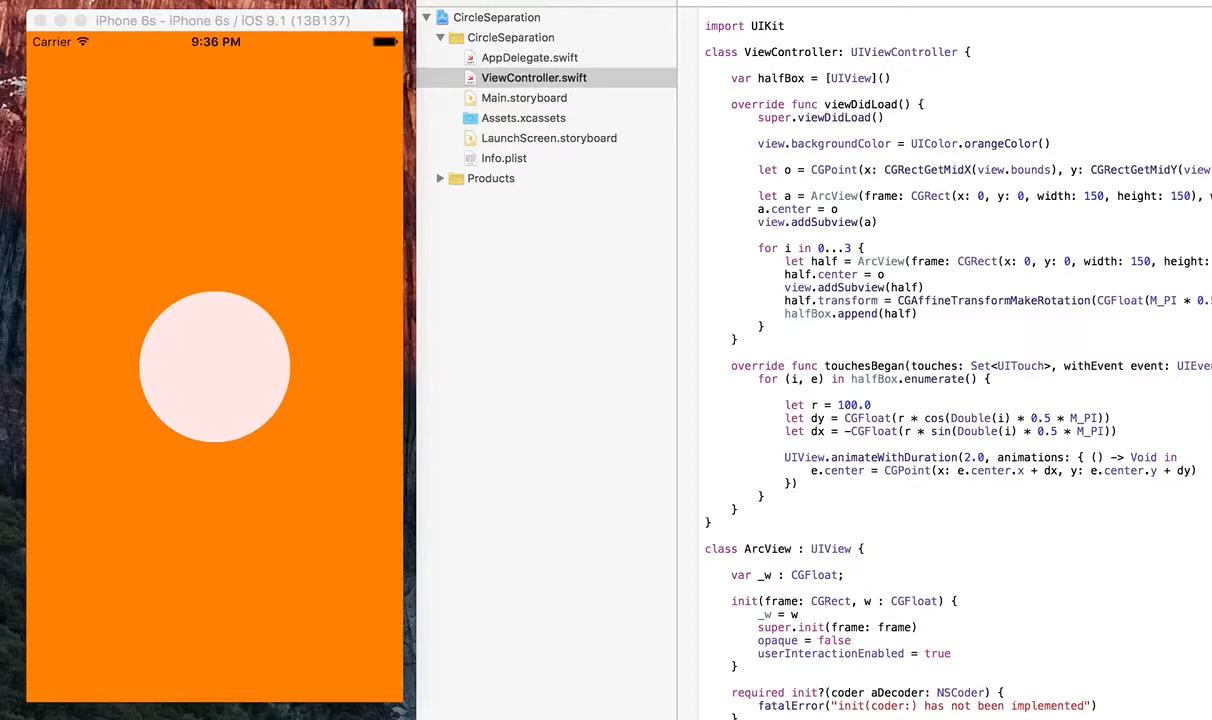 iPhone 6s - iPhone 6s / iOS 9.1 (13B137)
Carrier
9:36 PM
CircleSeparation
CircleSeparation
AppDelegate.swift
ViewController.swift
Main.storyboard
Assets.xcassets
LaunchScreen.storyboard
Info.plist
Products
import UIKit
class ViewController: UIViewController {
var halfBox = [UIView]()
override func viewDidLoad() {
super.viewDidLoad()
view.backgroundColor = UIColor.orangeColor()
let o = CGPoint(x: CGRectGetMidX(view.bounds), y: CGRectGetMidY(view
let a = ArcView(frame: CGRect(x: 0, y: 0, width: 150, height: 150), w
a.center = o
view.addSubview(a)
for i in 0...3 {
let half = ArcView(frame: CGRect(x: 0, y: 0, width: 150, height:
half.center = o
view.addSubview(half)
half.transform = CGAffineTransformMakeRotation(CGFloat(M_PI * 0.5
halfBox.append(half)
}
}
override func touchesBegan(touches: Set<UITouch>, withEvent event: UIEve
for (i, e) in halfBox.enumerate() {
let r = 100.0
let dy = CGFloat(r * cos(Double(i) * 0.5 * M_PI))
let dx = -CGFloat(r * sin(Double(i) * 0.5 * M_PI))
UIView.animateWithDuration(2.0, animations: { () -> Void in
e.center = CGPoint(x: e.center.x + dx, y: e.center.y + dy)
})
}
}
}
class ArcView : UIView {
var _w : CGFloat;
init(frame: CGRect, w : CGFloat) {
_w = w
super.init(frame: frame)
opaque = false
userInteractionEnabled = true
}
required init?(coder aDecoder: NSCoder) {
fatalError("init(coder:) has not been implemented")
}